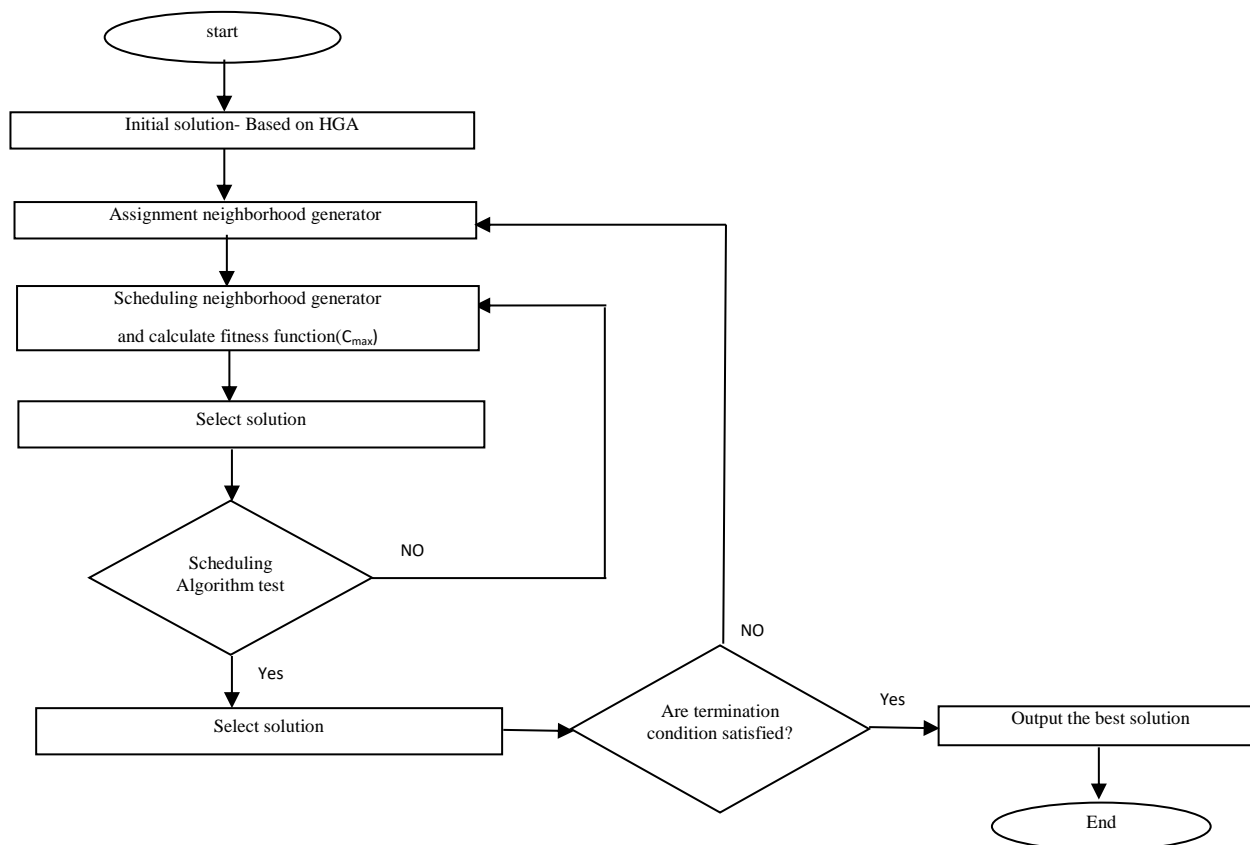 start
Initial solution- Based on HGA
Assignment neighborhood generator
Scheduling neighborhood generator
and calculate fitness function(Cmax)
Select solution
Scheduling
Algorithm test
NO
Yes
Select solution
NO
Are termination
condition satisfied?
Yes
Output the best solution
End